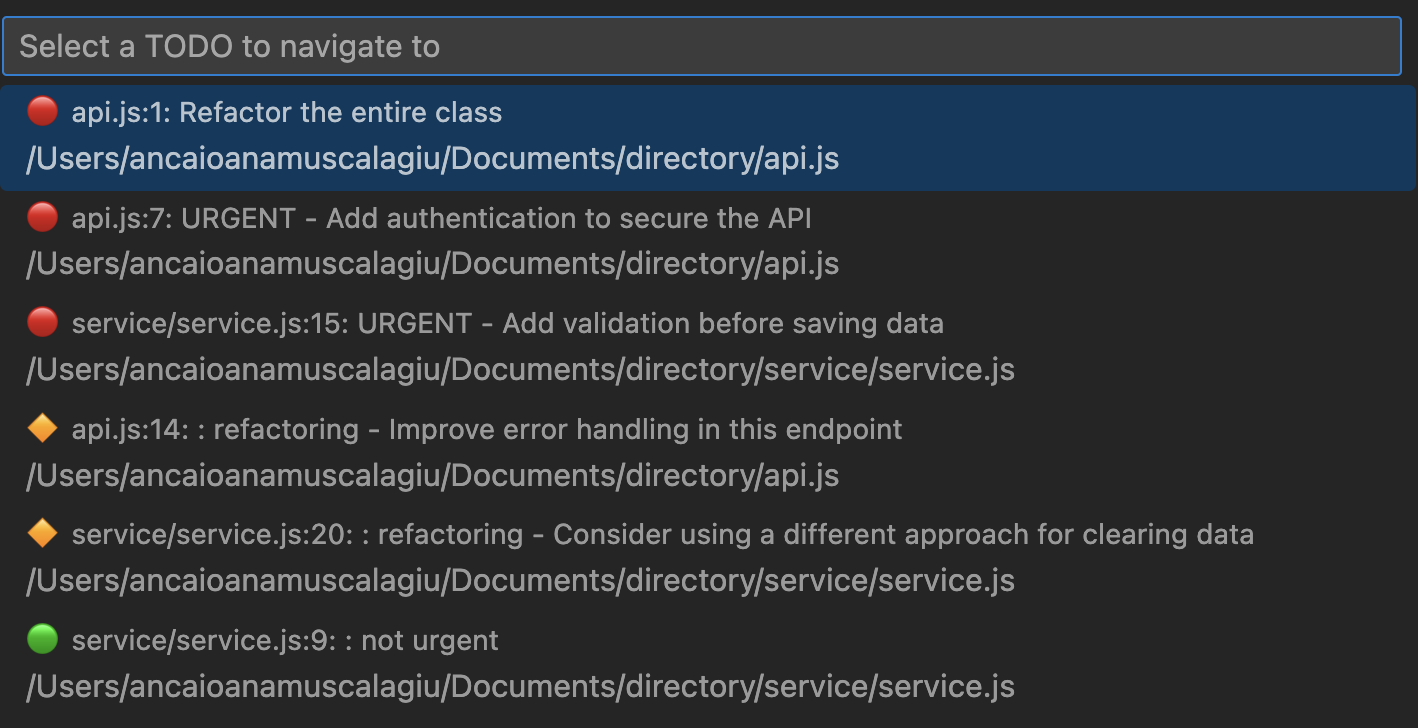 Select a TODO to navigate to
api.js:1: Refactor the entire class
/Users/ancaioanamuscalagiu/Documents/directory/api.js
api.js:7: URGENT - Add authentication to secure the API
/Users/ancaioanamuscalagiu/Documents/directory/api.js
service/service.js:15: URGENT - Add validation before saving data
/Users/ancaioanamuscalagiu/Documents/directory/service/service.js
api.js:14: : refactoring - Improve error handling in this endpoint
/Users/ancaioanamuscalagiu/Documents/directory/api.js
service/service.js:20: : refactoring - Consider using a different approach for clearing data
/Users/ancaioanamuscalagiu/Documents/directory/service/service.js
service/service.js:9: : not urgent
/Users/ancaioanamuscalagiu/Documents/directory/service/service.js